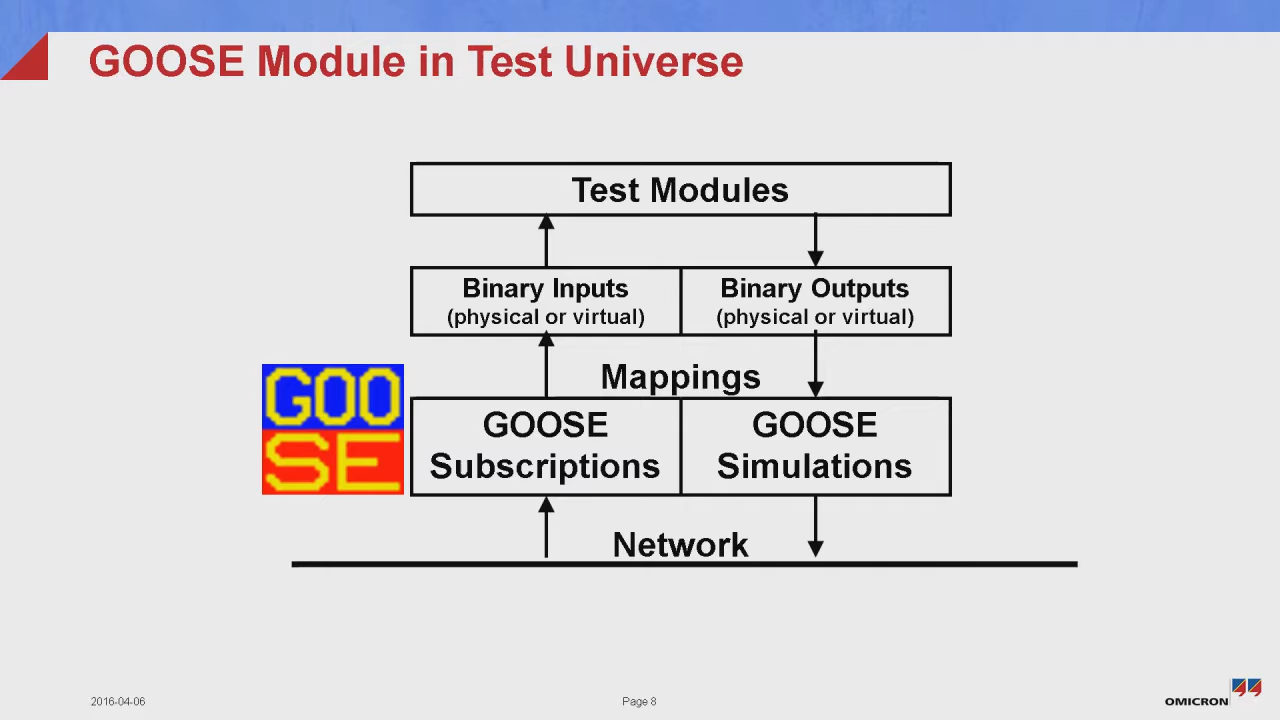 GOOSE Module in Test Universe
Test Modules
Binary Inputs
(physical or virtual)
Binary Outputs
(physical or virtual)
Mappings
GOO
SE
GOOSE
Subscriptions
GOOSE
Simulations
Network
2016-04-06
Page 8
OMICRON